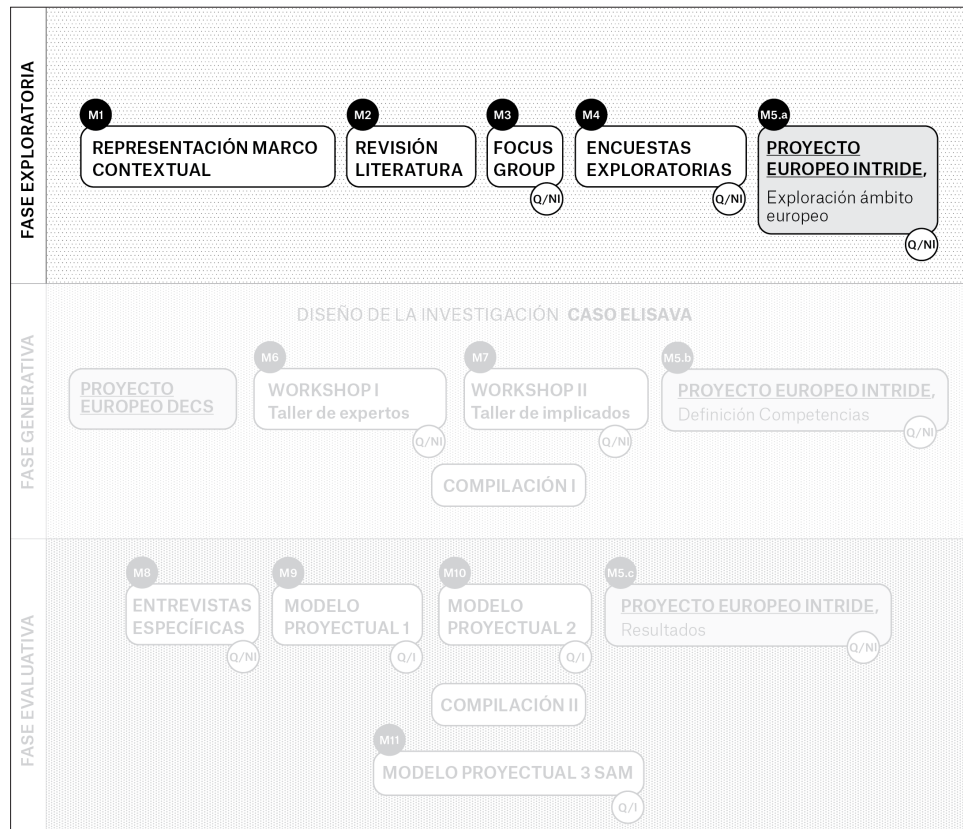 FASE EXPLORATORIA
M1
REPRESENTACIÓN MARCO
CONTEXTUAL
M2
REVISIÓN
LITERATURA
M3
FOCUS
GROUP
Q/NI
M4
ENCUESTAS
EXPLORATORIAS
Q/NI
M5.a
PROYECTO
EUROPEO INTRIDE,
Exploración ámbito
europeo
Q/NI
FASE GENERATIVA
DISEÑO DE LA INVESTIGACIÓN CASO ELISAVA
PROYECTO
EUROPEO DECS
M6
WORKSHOP I
Taller de expertos
Q/NI
M7
WORKSHOP II
Taller de implicados
Q/NI
M5.b
PROYECTO EUROPEO INTRIDE,
Definición Competencias
Q/NI
COMPILACIÓN I
FASE EVALUATIVA
M8
ENTREVISTAS
ESPECÍFICAS
Q/NI
M9
MODELO
PROYECTUAL 1
Q/I
M10
MODELO
PROYECTUAL 2
Q/I
M5.c
PROYECTO EUROPEO INTRIDE,
Resultados
Q/NI
COMPILACIÓN II
M11
MODELO PROYECTUAL 3 SAM
Q/I